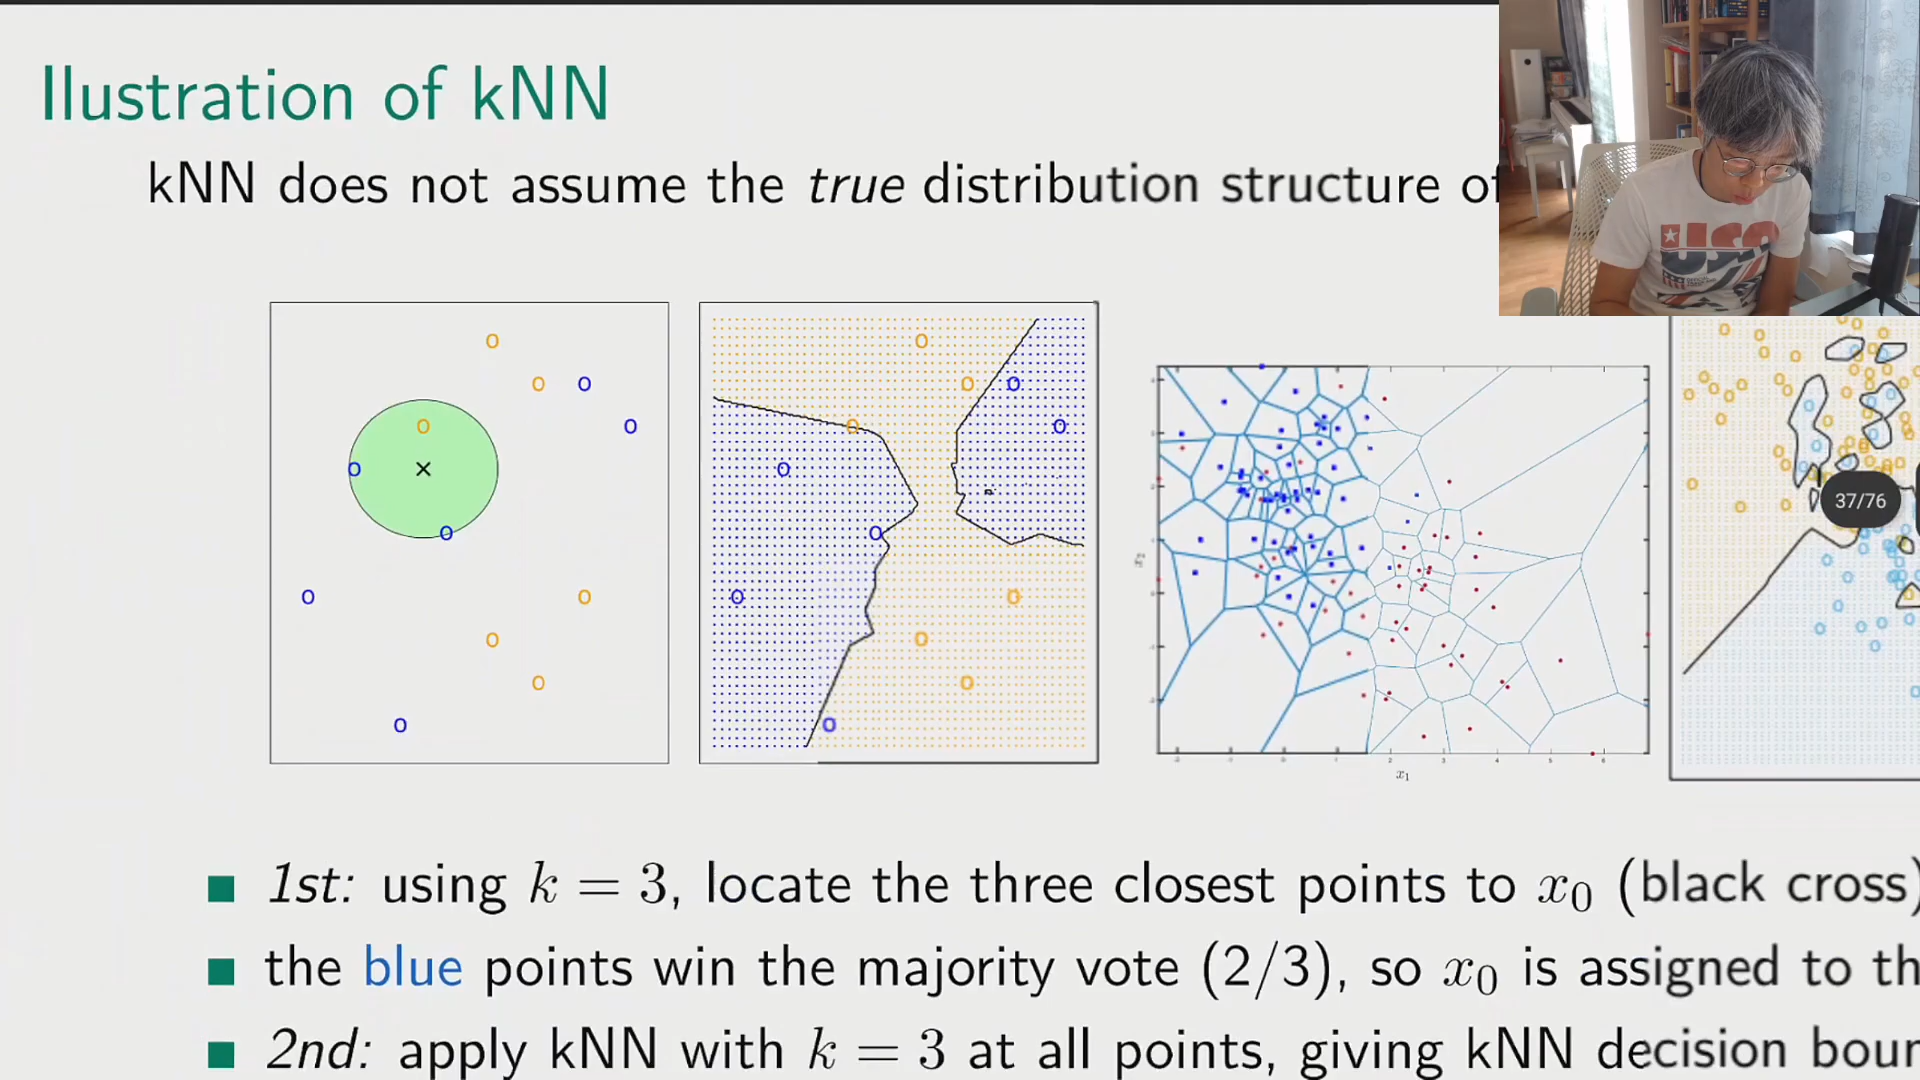 Ilustration of kNN
kNN does not assume the true distribution structure of
37/76
x₂
x₁
1st: using k = 3, locate the three closest points to x₀ (black cross)
the blue points win the majority vote (2/3), so x₀ is assigned to th
2nd: apply kNN with k = 3 at all points, giving kNN decision boun